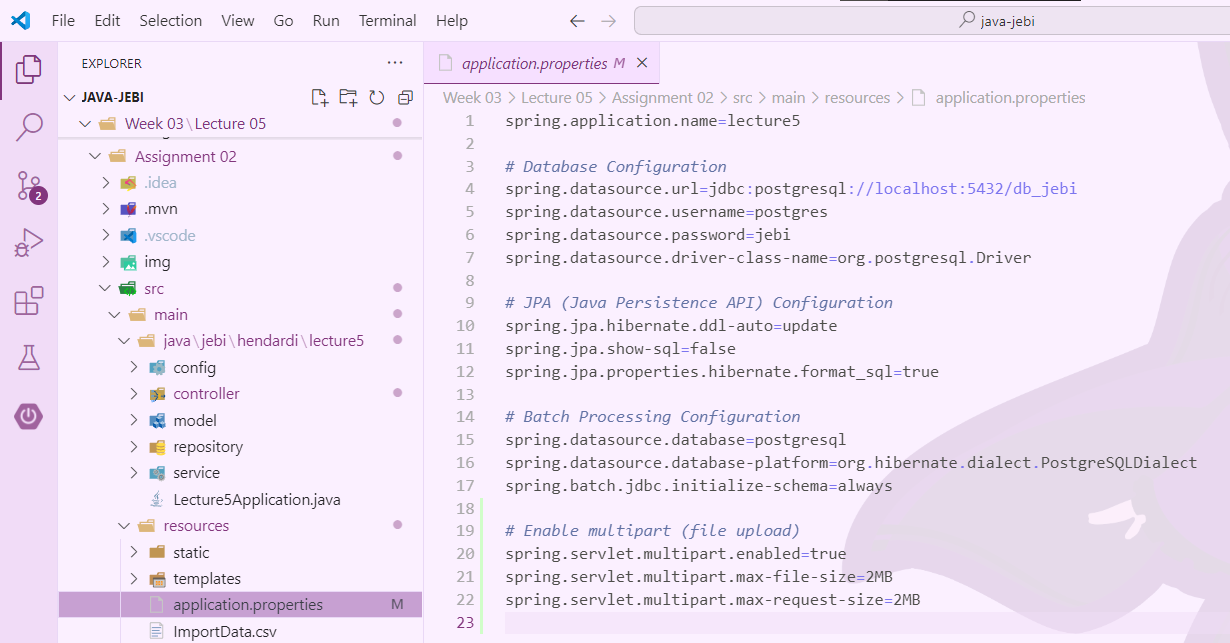 File Edit Selection View Go Run Terminal Help
java-jebi
EXPLORER
application.properties M
JAVA-JEBI
Week 03 > Lecture 05 > Assignment 02 > src > main > resources > application.properties
Week 03\Lecture 05
Assignment 02
.idea
.mvn
.vscode
img
src
main
java\jebi\hendardi\lecture5
config
controller
model
repository
service
Lecture5Application.java
resources
static
templates
application.properties M
ImportData.csv
2
1 spring.application.name=lecture5
2
3 # Database Configuration
4 spring.datasource.url=jdbc:postgresql://localhost:5432/db_jebi
5 spring.datasource.username=postgres
6 spring.datasource.password=jebi
7 spring.datasource.driver-class-name=org.postgresql.Driver
8
9 # JPA (Java Persistence API) Configuration
10 spring.jpa.hibernate.ddl-auto=update
11 spring.jpa.show-sql=false
12 spring.jpa.properties.hibernate.format_sql=true
13
14 # Batch Processing Configuration
15 spring.datasource.database=postgresql
16 spring.datasource.database-platform=org.hibernate.dialect.PostgreSQLDialect
17 spring.batch.jdbc.initialize-schema=always
18
19 # Enable multipart (file upload)
20 spring.servlet.multipart.enabled=true
21 spring.servlet.multipart.max-file-size=2MB
22 spring.servlet.multipart.max-request-size=2MB
23